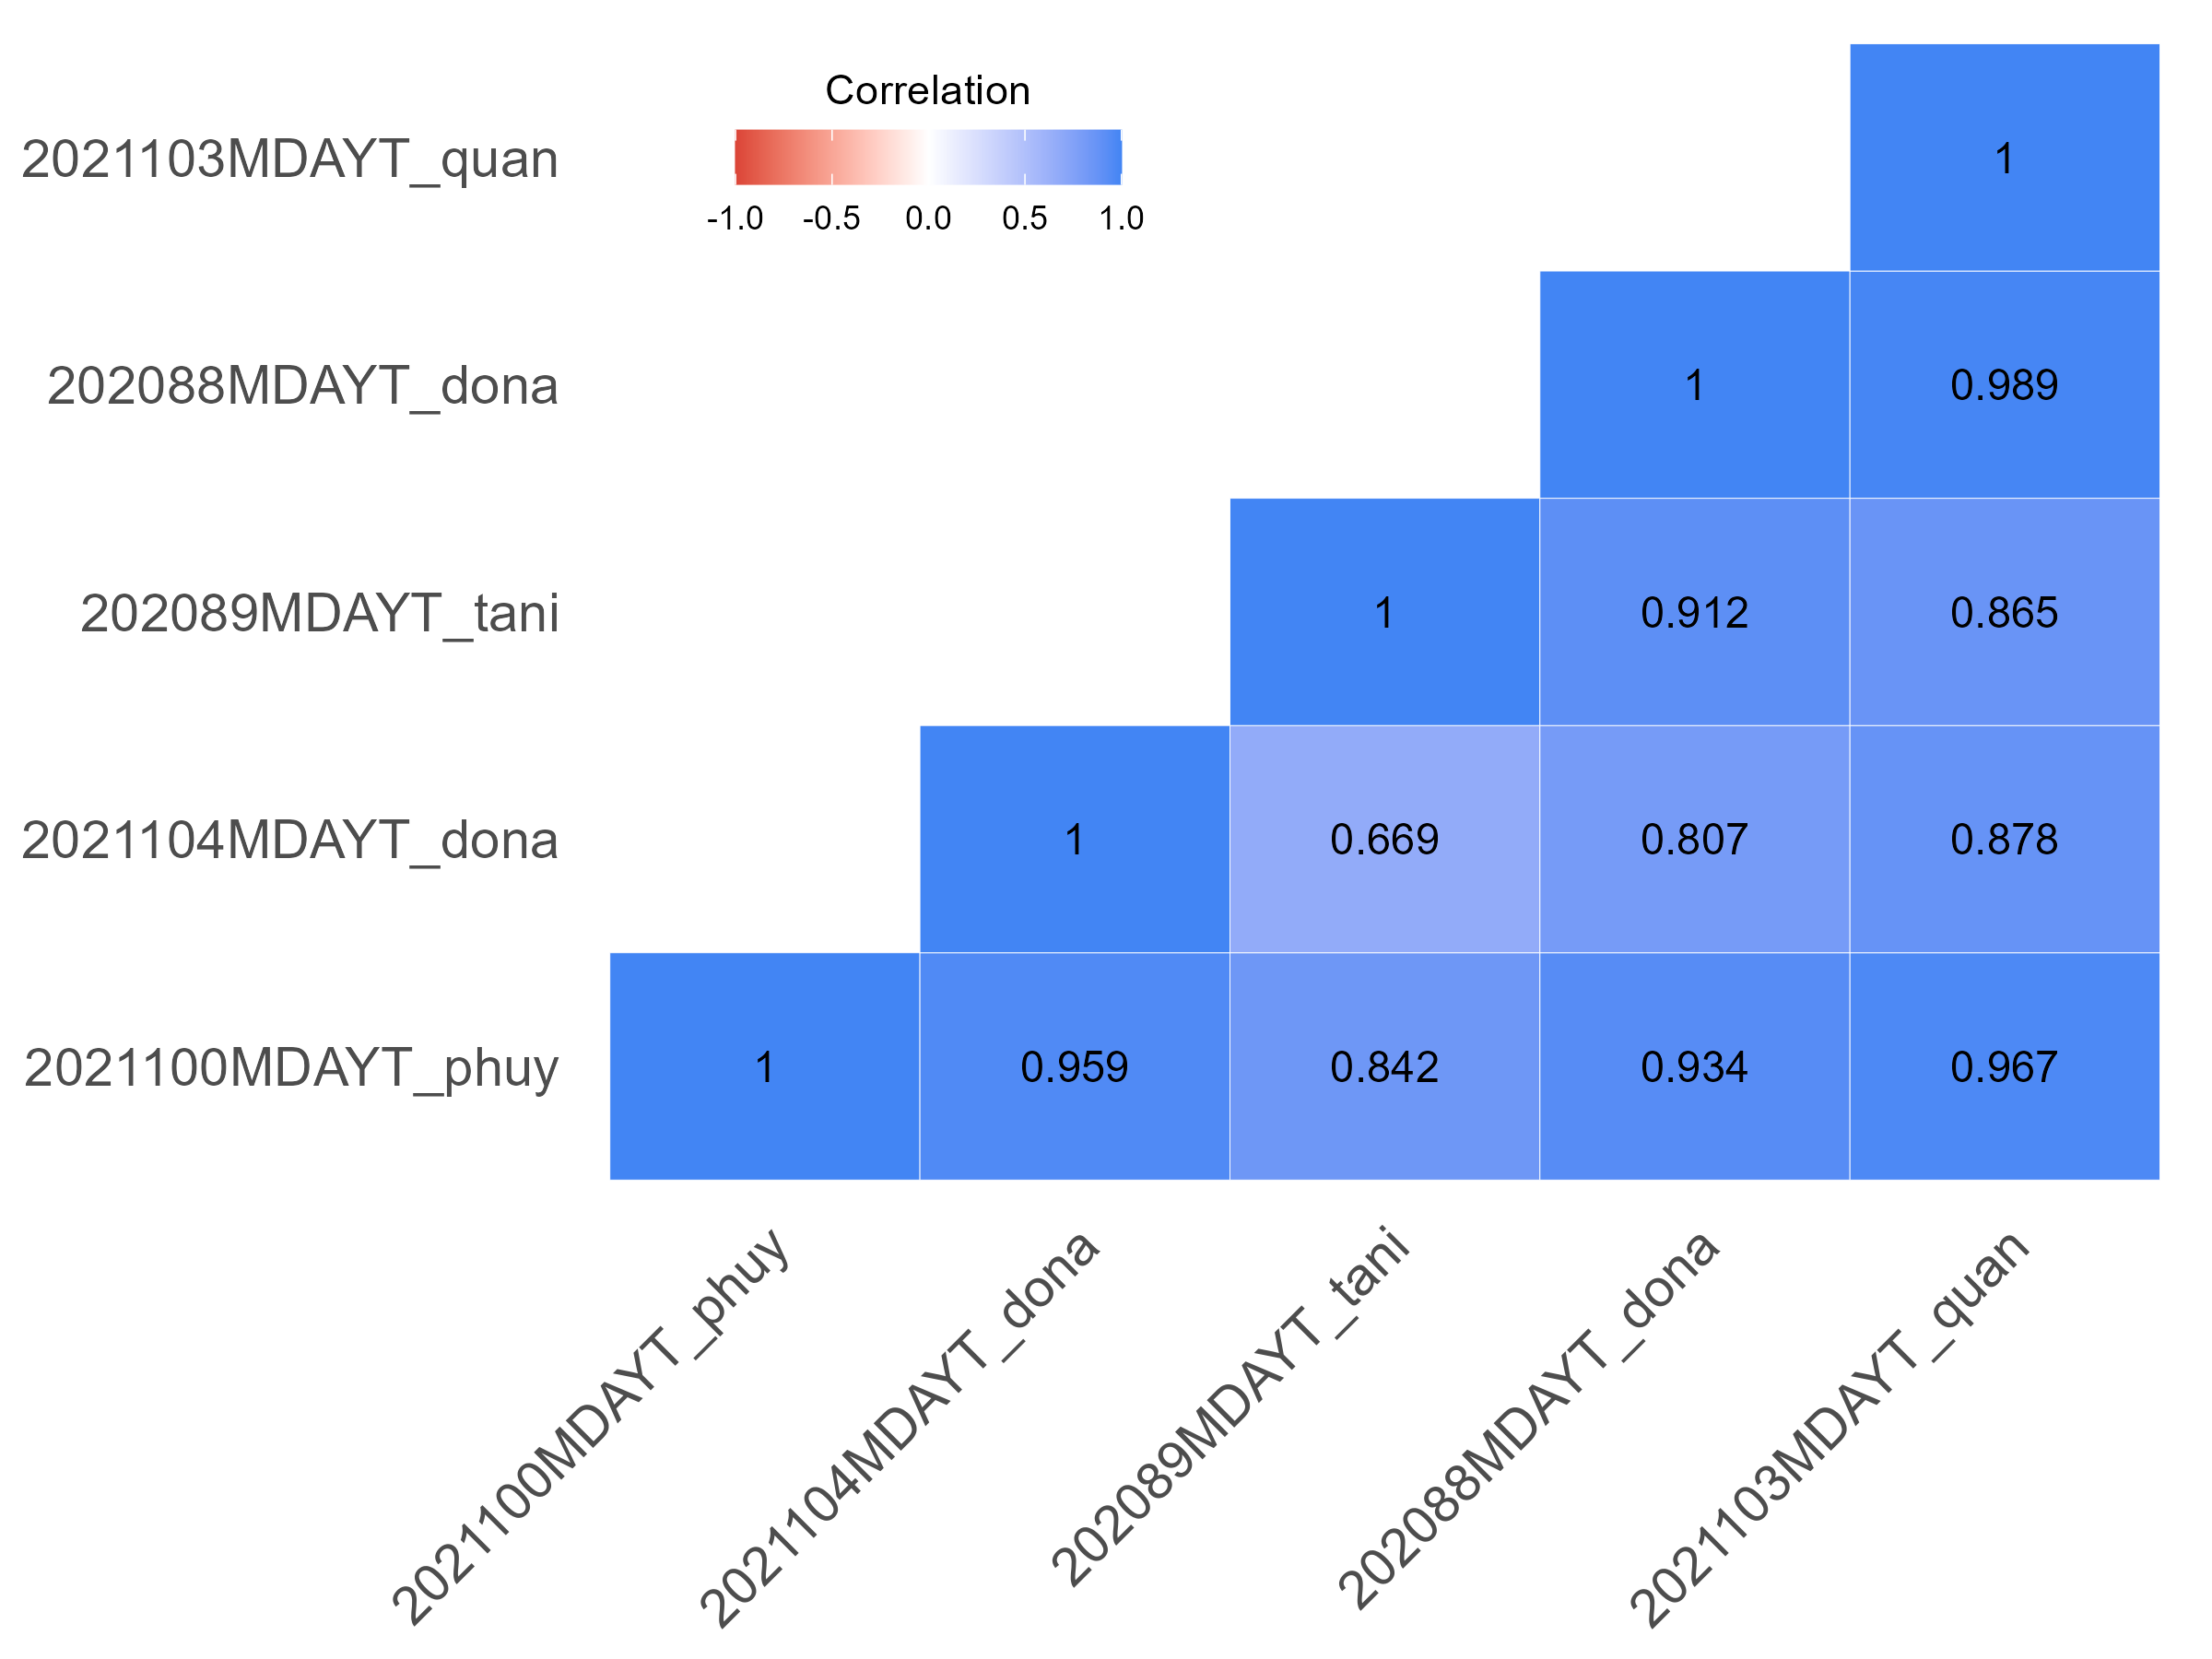 Correlation
-1.0 -0.5 0.0 0.5 1.0
2021103MDAYT_quan 1
202088MDAYT_dona 1 0.989
202089MDAYT_tani 1 0.912 0.865
2021104MDAYT_dona 1 0.669 0.807 0.878
2021100MDAYT_phuy 1 0.959 0.842 0.934 0.967
2021100MDAYT_phuy
2021104MDAYT_dona
202089MDAYT_tani
202088MDAYT_dona
2021103MDAYT_quan